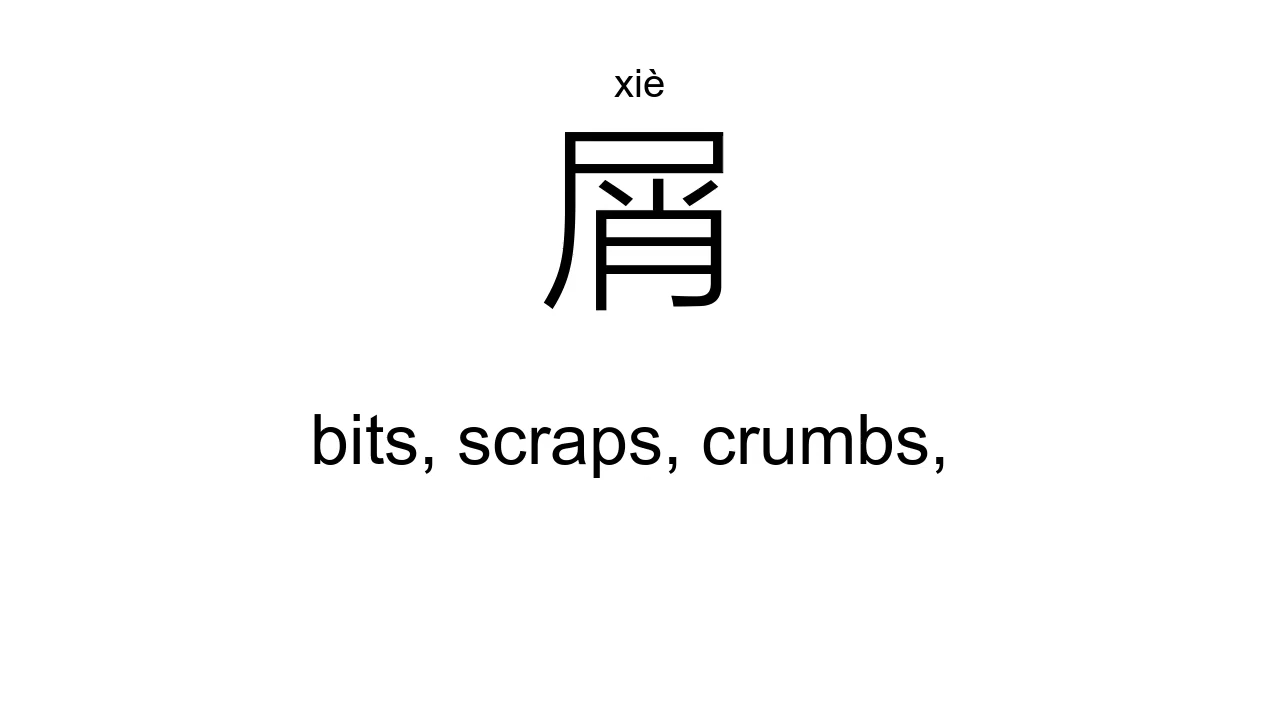 xiè
屑
bits, scraps, crumbs,